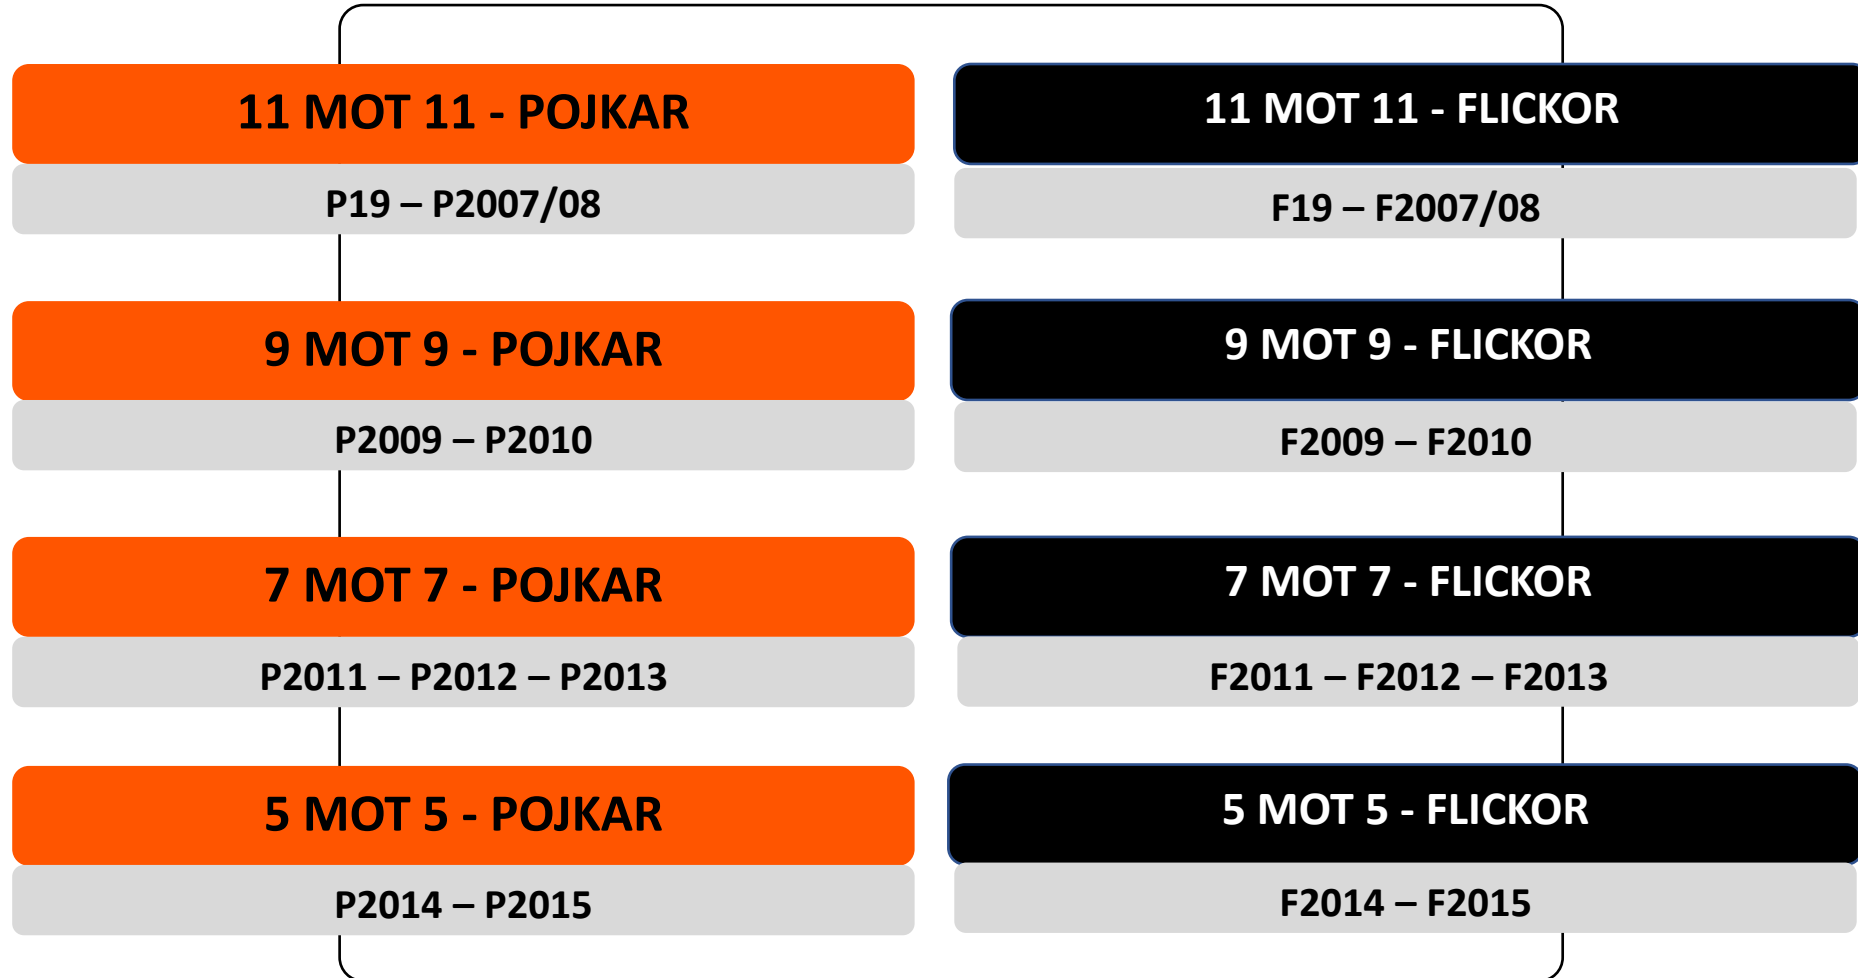 11 MOT 11 - POJKAR
P19 – P2007/08
11 MOT 11 - FLICKOR
F19 – F2007/08
9 MOT 9 - POJKAR
P2009 – P2010
9 MOT 9 - FLICKOR
F2009 – F2010
7 MOT 7 - POJKAR
P2011 – P2012 – P2013
7 MOT 7 - FLICKOR
F2011 – F2012 – F2013
5 MOT 5 - POJKAR
P2014 – P2015
5 MOT 5 - FLICKOR
F2014 – F2015